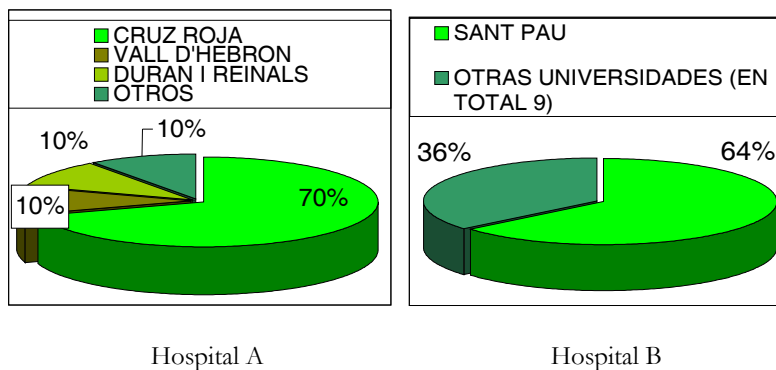 CRUZ ROJA
VALL D'HEBRON
DURAN I REINALS
OTROS
10%
10%
10%
70%
Hospital A
SANT PAU
OTRAS UNIVERSIDADES (EN
TOTAL 9)
36%
64%
Hospital B